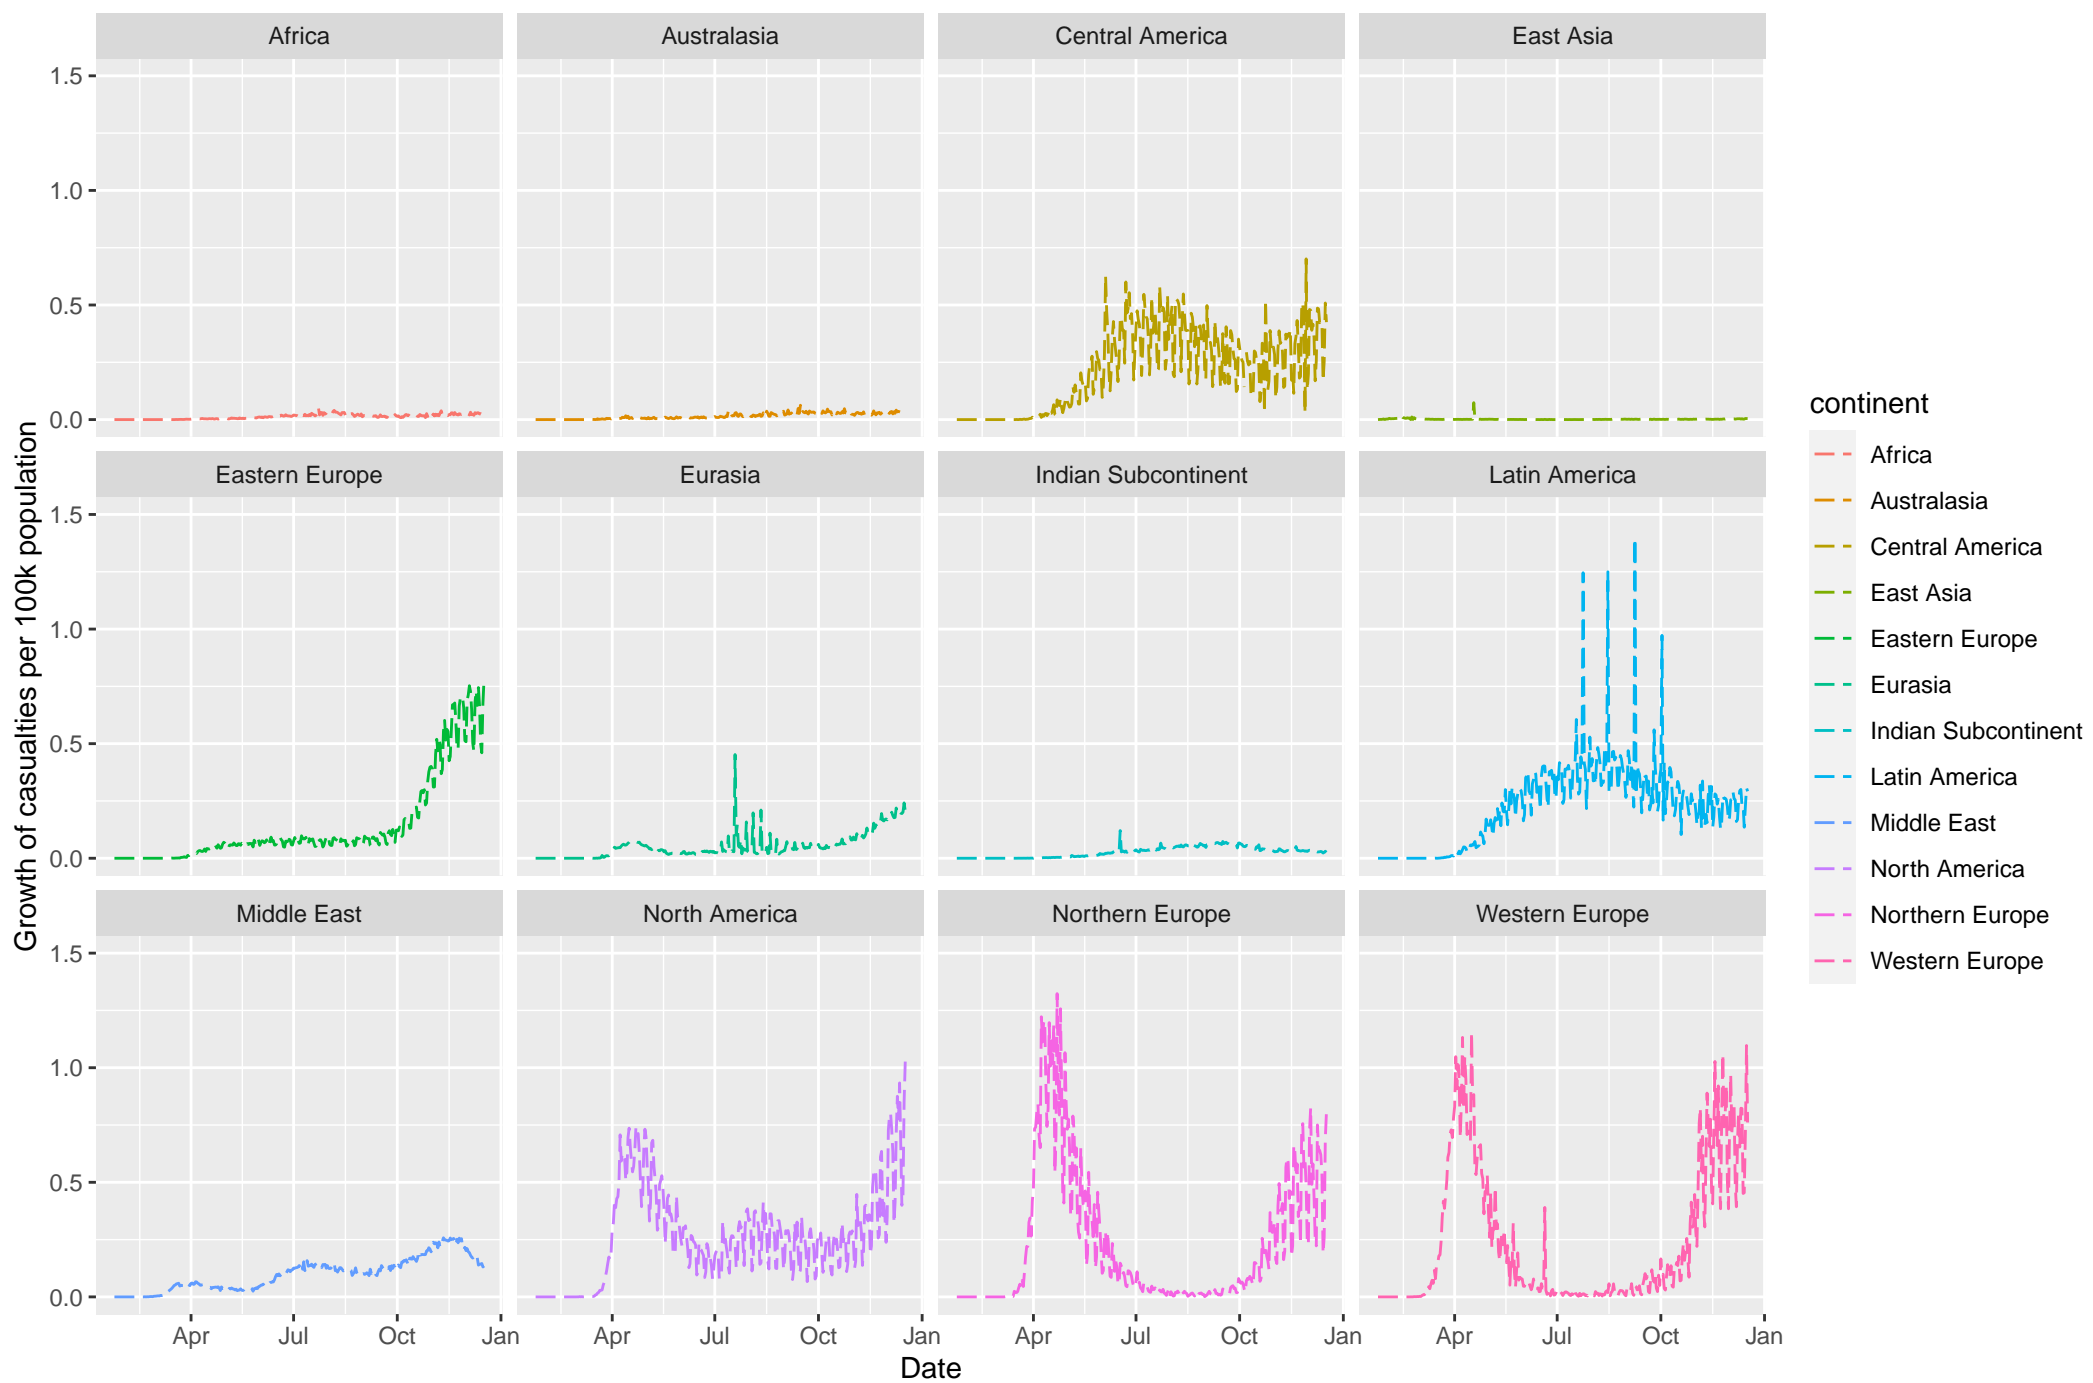 Africa
Australasia
Central America
East Asia
1.5
1.0
0.5
0.0
Eastern Europe
Eurasia
Indian Subcontinent
Latin America
1.5
1.0
0.5
0.0
Middle East
North America
Northern Europe
Western Europe
1.5
1.0
0.5
0.0
Apr Jul Oct Jan
Apr Jul Oct Jan
Apr Jul Oct Jan
Apr Jul Oct Jan
Date
Growth of casualties per 100k population
continent
Africa
Australasia
Central America
East Asia
Eastern Europe
Eurasia
Indian Subcontinent
Latin America
Middle East
North America
Northern Europe
Western Europe